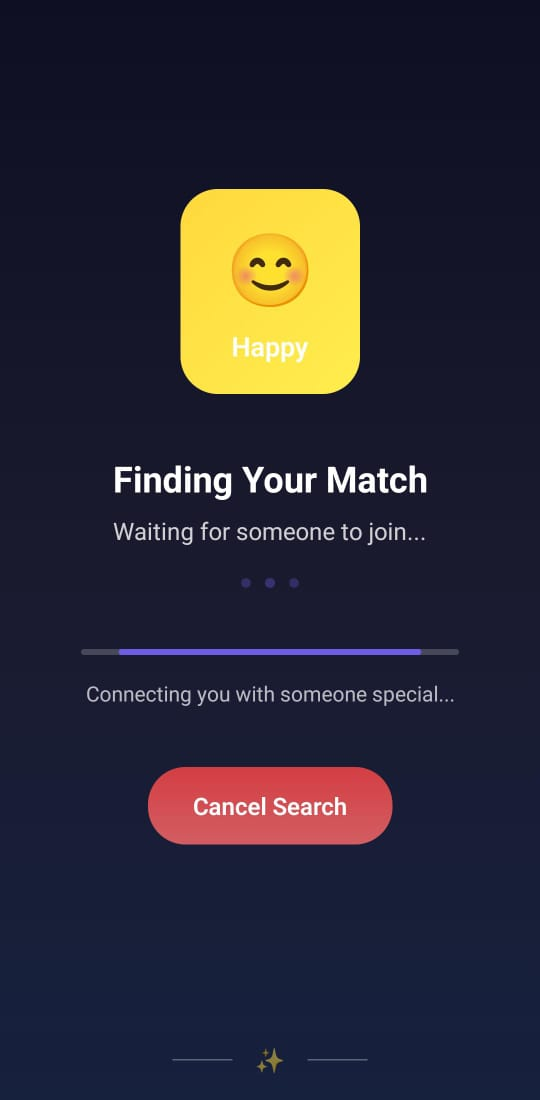 Happy
Finding Your Match
Waiting for someone to join...
Connecting you with someone special...
Cancel Search